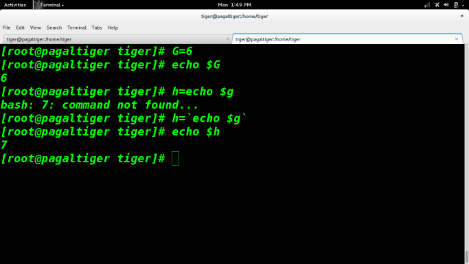 Activities Terminal Mon 1:49 PM
tiger@pagaltiger:/home/tiger
File Edit View Search Terminal Tabs Help
tiger@pagaltiger:/home/tiger tiger@pagaltiger:/home/tiger
[root@pagaltiger tiger]# G=6
[root@pagaltiger tiger]# echo $G
6
[root@pagaltiger tiger]# h=echo $g
bash: 7: command not found...
[root@pagaltiger tiger]# h=`echo $g`
[root@pagaltiger tiger]# echo $h
7
[root@pagaltiger tiger]#